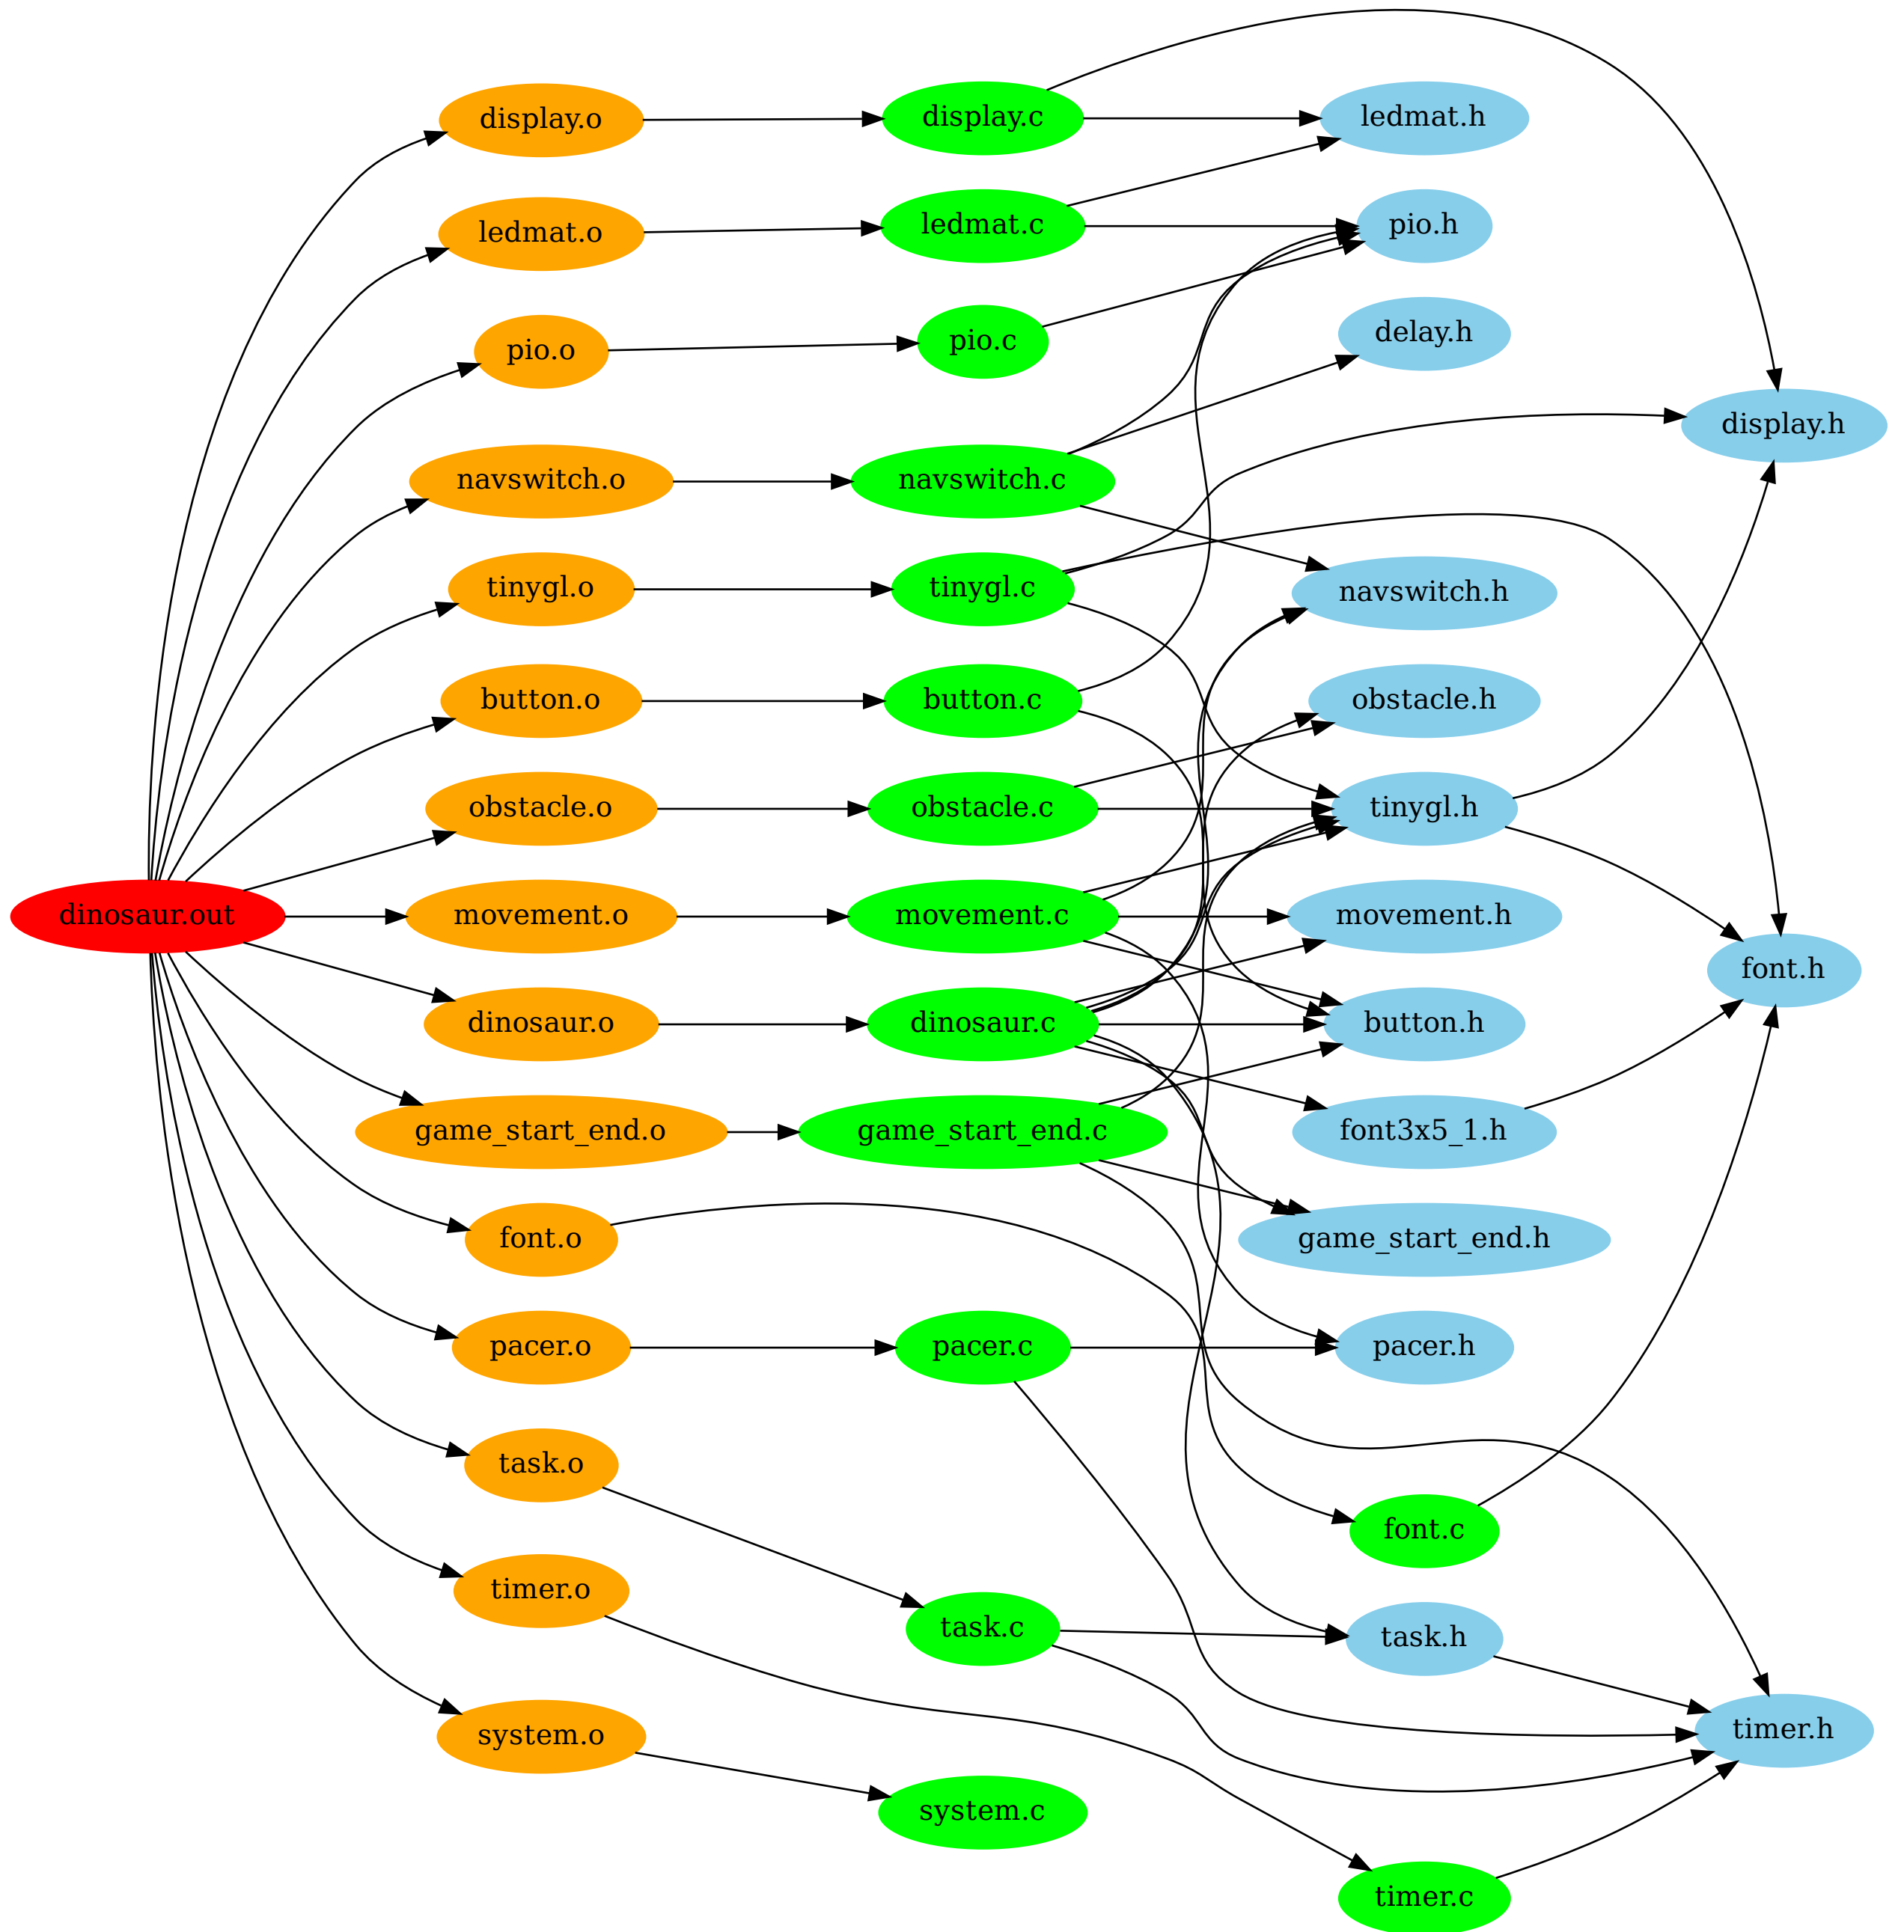 dinosaur.out
display.o
ledmat.o
pio.o
navswitch.o
tinygl.o
button.o
obstacle.o
movement.o
dinosaur.o
game_start_end.o
font.o
pacer.o
task.o
timer.o
system.o
display.c
ledmat.c
pio.c
navswitch.c
tinygl.c
button.c
obstacle.c
movement.c
dinosaur.c
game_start_end.c
pacer.c
task.c
system.c
ledmat.h
pio.h
delay.h
navswitch.h
obstacle.h
tinygl.h
movement.h
button.h
font3x5_1.h
game_start_end.h
pacer.h
font.c
task.h
timer.c
display.h
font.h
timer.h